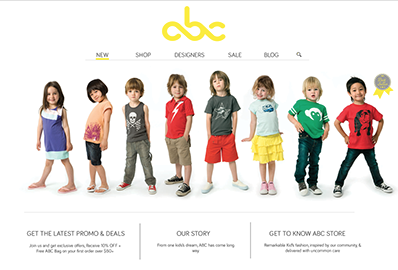 abc
NEW SHOP DESIGNERS SALE BLOG
GET THE LATEST PROMO & DEALS
Join us and get exclusive offers, Receive 10% OFF +
Free ABC Bag on your first order over $60+
OUR STORY
From one kid's dream, ABC has come long
way
GET TO KNOW ABC STORE
Remarkable Kid's fashion, inspired by our community &
delivered with uncommon care